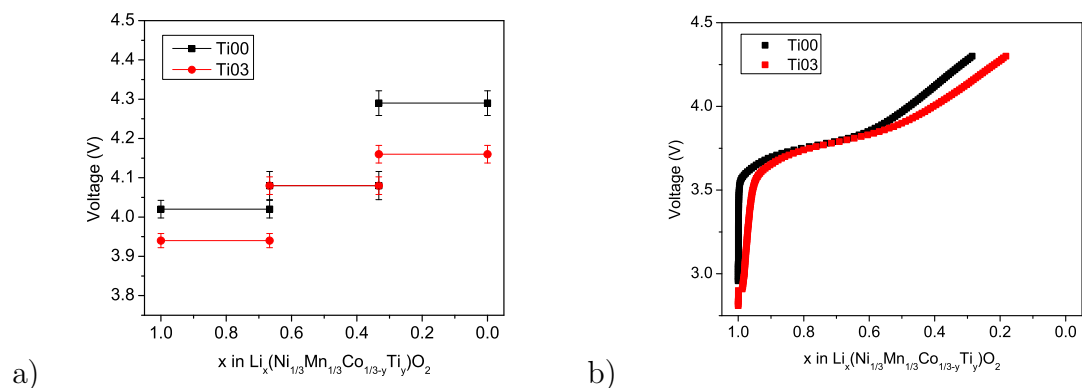 4.5
4.4
4.3
4.2
4.1
4.0
3.9
3.8
Voltage (V)
Ti00
Ti03
1.0 0.8 0.6 0.4 0.2 0.0
x in Liₓ(Ni₁/₃Mn₁/₃Co₁/₃₋yTiy)O₂
a)
4.5
4.0
3.5
3.0
Voltage (V)
Ti00
Ti03
1.0 0.8 0.6 0.4 0.2 0.0
x in Liₓ(Ni₁/₃Mn₁/₃Co₁/₃₋yTiy)O₂
b)